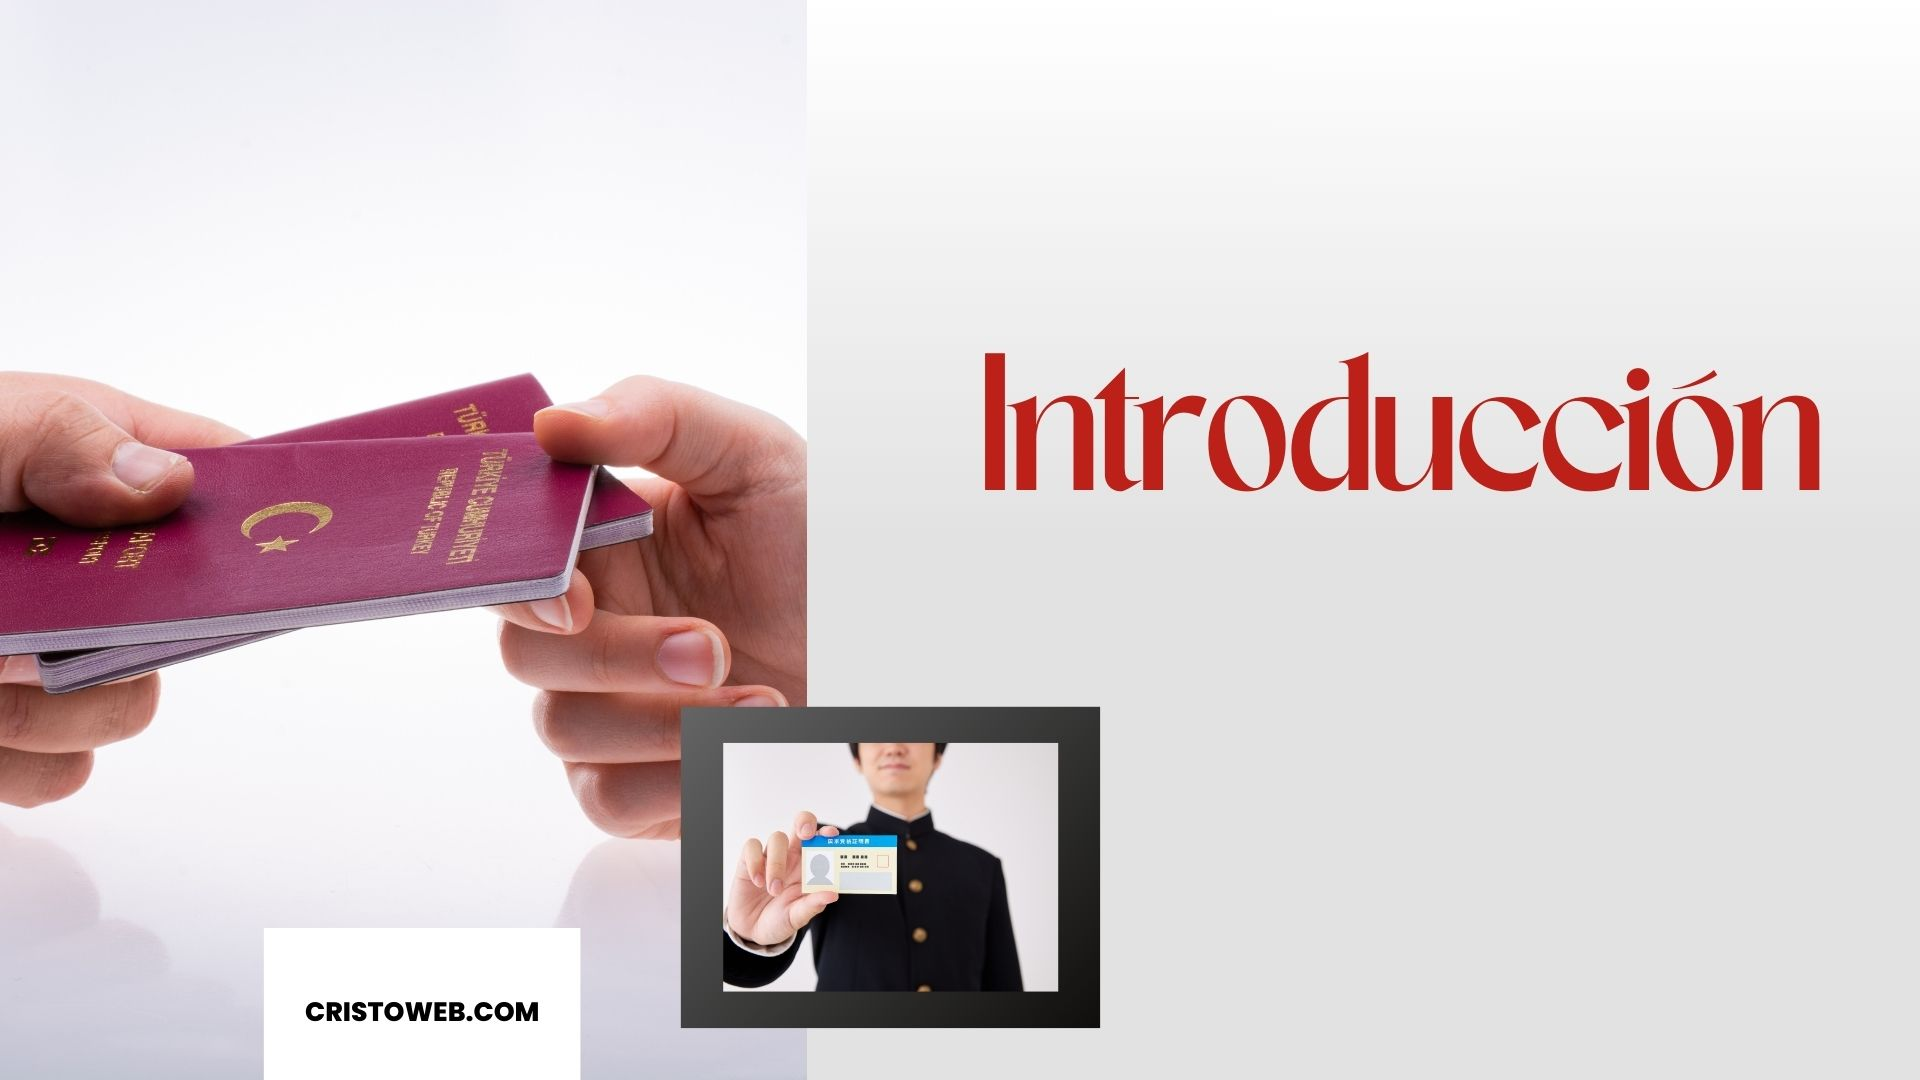 Introducción
TÜRKİYE CUMHURİYETİ
REPUBLIC OF TURKEY
CRISTOWEB.COM